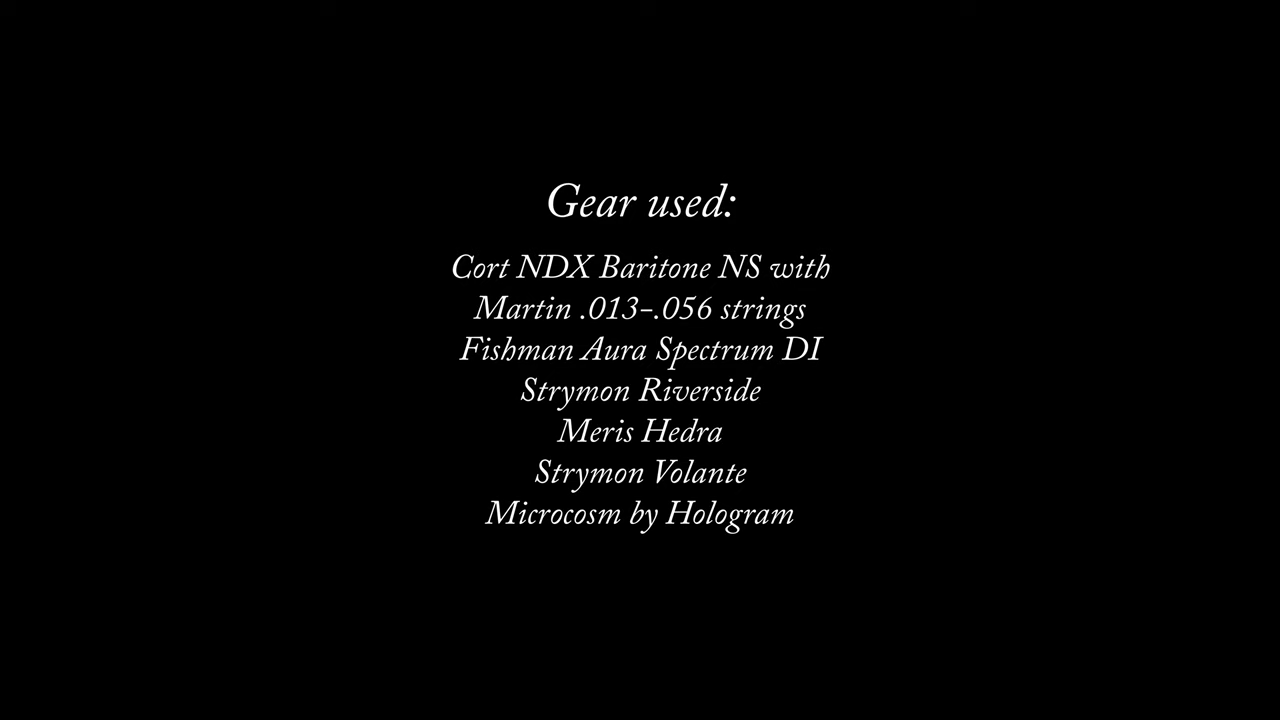 Gear used:
Cort NDX Baritone NS with
Martin .013-.056 strings
Fishman Aura Spectrum DI
Strymon Riverside
Meris Hedra
Strymon Volante
Microcosm by Hologram